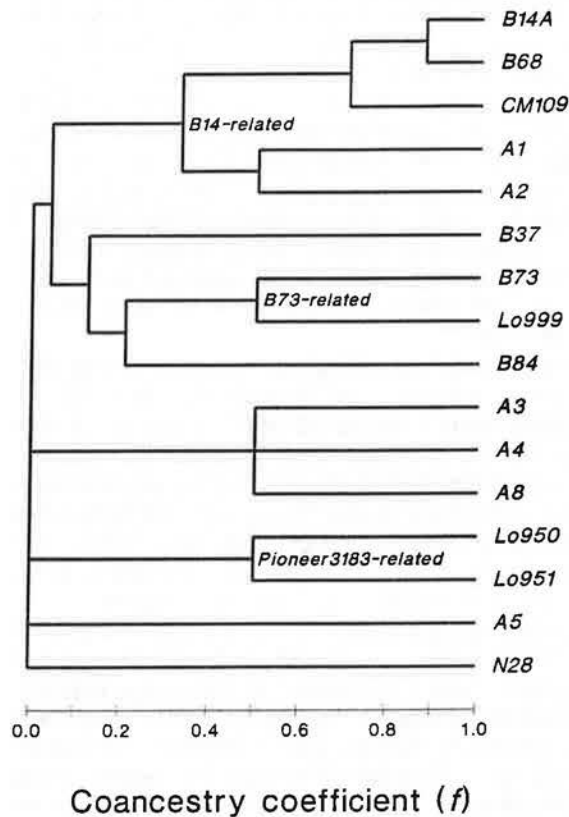 B14A
B68
CM109
B14-related
A1
A2
B37
B73
B73-related
Lo999
B84
A3
A4
A8
Lo950
Pioneer3183-related
Lo951
A5
N28
0.0 0.2 0.4 0.6 0.8 1.0
Coancestry coefficient (f)